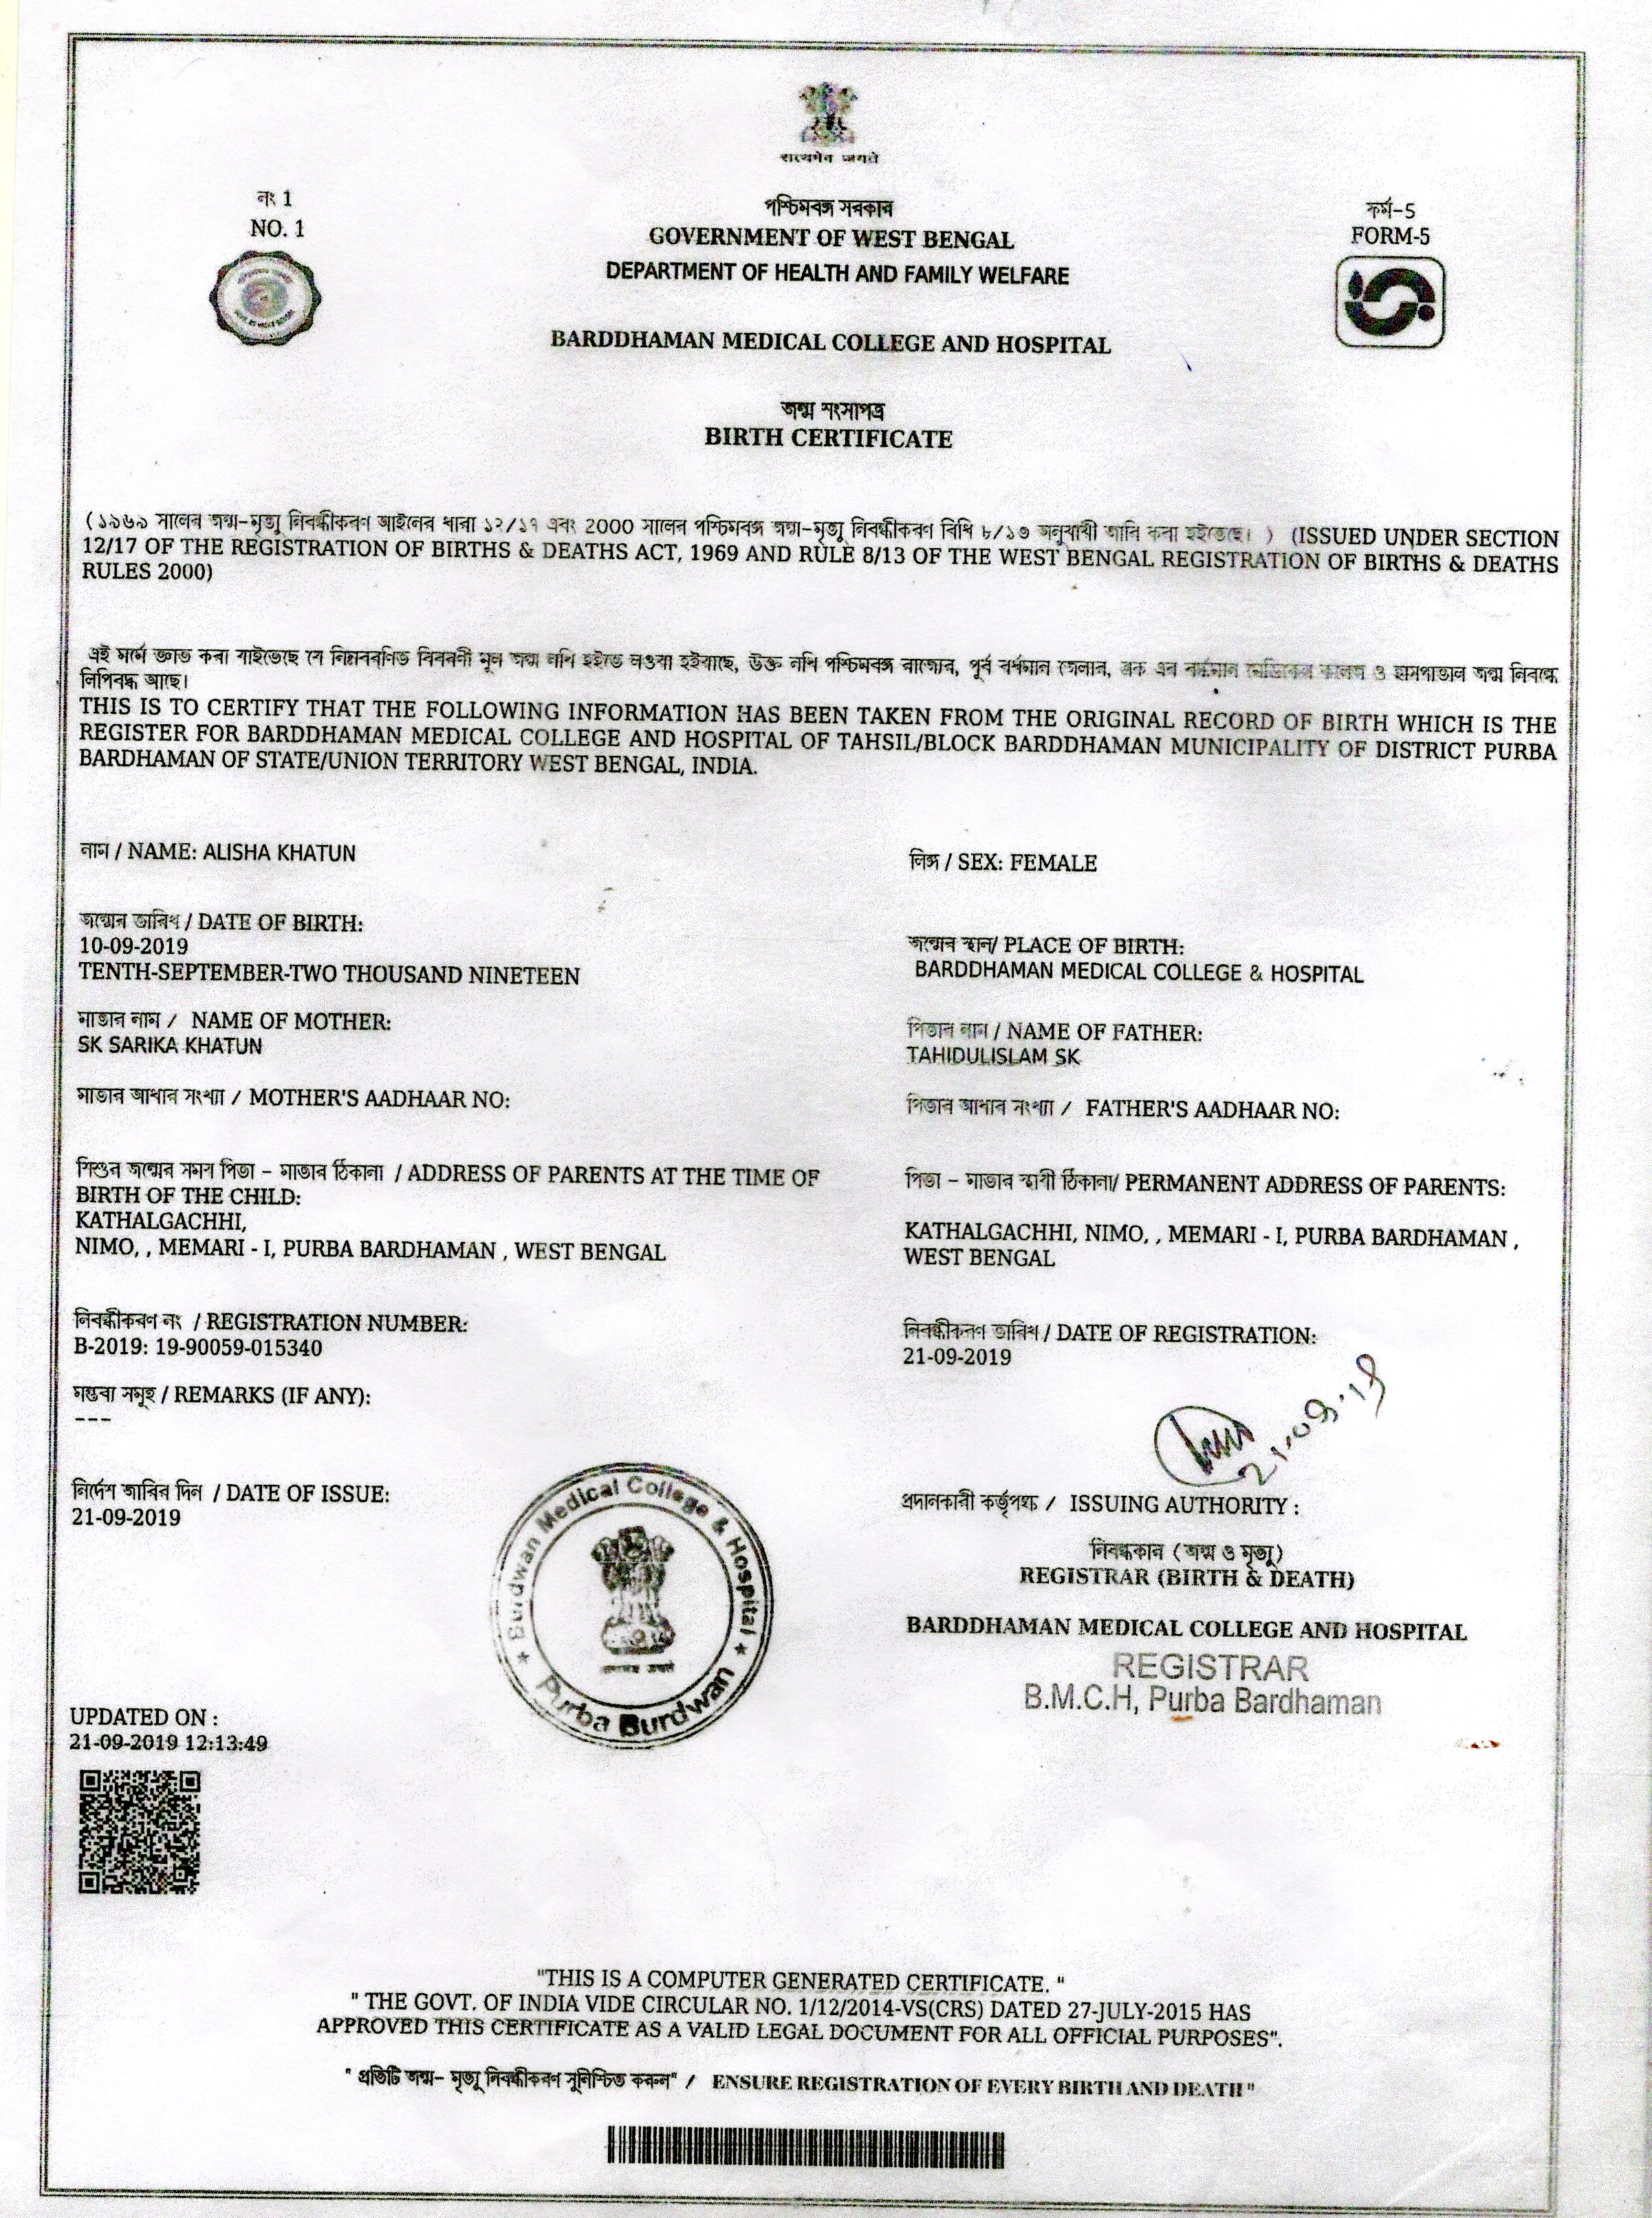 सत्यमेव जयते
নং 1
NO. 1
পশ্চিমবঙ্গ সরকার
GOVERNMENT OF WEST BENGAL
DEPARTMENT OF HEALTH AND FAMILY WELFARE
ফর্ম-5
FORM-5
BARDDHAMAN MEDICAL COLLEGE AND HOSPITAL
জন্ম শংসাপত্র
BIRTH CERTIFICATE
(১৯৬৯ সালের জন্ম-মৃত্যু নিবন্ধীকরণ আইনের ধারা ১২/১৭ এবং 2000 সালের পশ্চিমবঙ্গ জন্ম-মৃত্যু নিবন্ধীকরণ বিধি ৮/১৩ অনুযায়ী জারি করা হইতেছে। ) (ISSUED UNDER SECTION
12/17 OF THE REGISTRATION OF BIRTHS & DEATHS ACT, 1969 AND RULE 8/13 OF THE WEST BENGAL REGISTRATION OF BIRTHS & DEATHS
RULES 2000)
এই মর্মে জ্ঞাত করা যাইতেছে যে নিম্নবরণিত বিবরণী মূল জন্ম নথি হইতে লওয়া হইয়াছে, উক্ত নথি পশ্চিমবঙ্গ রাজ্যের, পূর্ব বর্ধমান জেলার, ব্লক এর বর্দ্ধমান মেডিকেল কলেজ ও হাসপাতাল জন্ম নিবন্ধে
লিপিবদ্ধ আছে।
THIS IS TO CERTIFY THAT THE FOLLOWING INFORMATION HAS BEEN TAKEN FROM THE ORIGINAL RECORD OF BIRTH WHICH IS THE
REGISTER FOR BARDDHAMAN MEDICAL COLLEGE AND HOSPITAL OF TAHSIL/BLOCK BARDDHAMAN MUNICIPALITY OF DISTRICT PURBA
BARDHAMAN OF STATE/UNION TERRITORY WEST BENGAL, INDIA.
নাম / NAME: ALISHA KHATUN
লিঙ্গ / SEX: FEMALE
জন্মের তারিখ / DATE OF BIRTH:
10-09-2019
TENTH-SEPTEMBER-TWO THOUSAND NINETEEN
জন্মের স্থান/ PLACE OF BIRTH:
BARDDHAMAN MEDICAL COLLEGE & HOSPITAL
মাতার নাম / NAME OF MOTHER:
SK SARIKA KHATUN
পিতার নাম / NAME OF FATHER:
TAHIDULISLAM SK
মাতার আধার সংখ্যা / MOTHER'S AADHAAR NO:
পিতার আধার সংখ্যা / FATHER'S AADHAAR NO:
শিশুর জন্মের সময় পিতা - মাতার ঠিকানা / ADDRESS OF PARENTS AT THE TIME OF
BIRTH OF THE CHILD:
KATHALGACHHI,
NIMO, , MEMARI - I, PURBA BARDHAMAN , WEST BENGAL
পিতা - মাতার স্থায়ী ঠিকানা/ PERMANENT ADDRESS OF PARENTS:
KATHALGACHHI, NIMO, , MEMARI - I, PURBA BARDHAMAN ,
WEST BENGAL
নিবন্ধীকরণ নং / REGISTRATION NUMBER:
B-2019: 19-90059-015340
নিবন্ধীকরণ তারিখ / DATE OF REGISTRATION:
21-09-2019
মন্তব্য সমূহ / REMARKS (IF ANY):
---
21.09.19
নির্দেশ জারির দিন / DATE OF ISSUE:
21-09-2019
Burdwan Medical College & Hospital
Purba Burdwan
প্রদানকারী কর্তৃপক্ষ / ISSUING AUTHORITY :
নিবন্ধকার (জন্ম ও মৃত্যু)
REGISTRAR (BIRTH & DEATH)
BARDDHAMAN MEDICAL COLLEGE AND HOSPITAL
REGISTRAR
B.M.C.H, Purba Bardhaman
UPDATED ON :
21-09-2019 12:13:49
"THIS IS A COMPUTER GENERATED CERTIFICATE. "
" THE GOVT. OF INDIA VIDE CIRCULAR NO. 1/12/2014-VS(CRS) DATED 27-JULY-2015 HAS
APPROVED THIS CERTIFICATE AS A VALID LEGAL DOCUMENT FOR ALL OFFICIAL PURPOSES".
" প্রতিটি জন্ম- মৃত্যু নিবন্ধীকরণ সুনিশ্চিত করুন" / ENSURE REGISTRATION OF EVERY BIRTH AND DEATH "